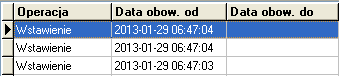 Operacja Data obow. od Data obow. do
Wstawienie 2013-01-29 06:47:04
Wstawienie 2013-01-29 06:47:04
Wstawienie 2013-01-29 06:47:03